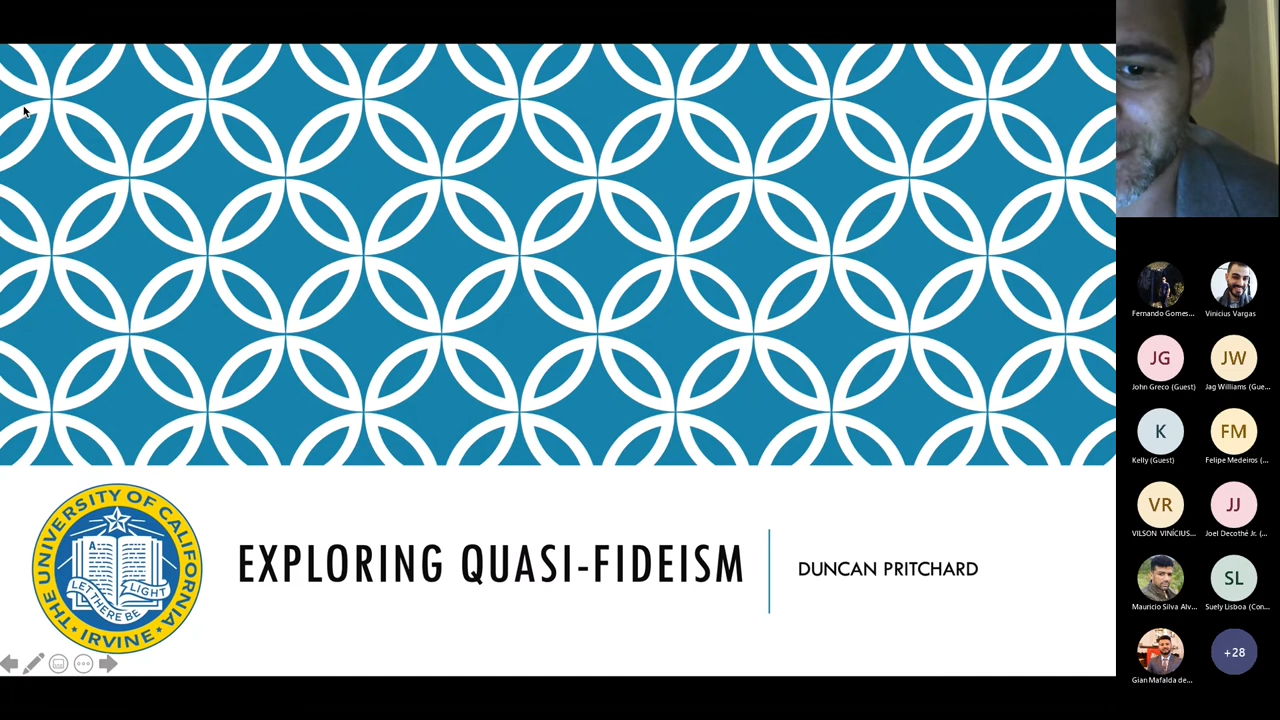 THE UNIVERSITY OF CALIFORNIA
LET THERE BE LIGHT
IRVINE
EXPLORING QUASI-FIDEISM
DUNCAN PRITCHARD
Fernando Gomes...
Vinicius Vargas
JG
JW
John Greco (Guest)
Jag Williams (Gue...
K
FM
Kelly (Guest)
Felipe Medeiros (...
VR
JJ
VILSON VINÍCIUS...
Joel Decothé Jr. (...
SL
Mauricio Silva Alv...
Suely Lisboa (Con...
+28
Gian Mafalda de...